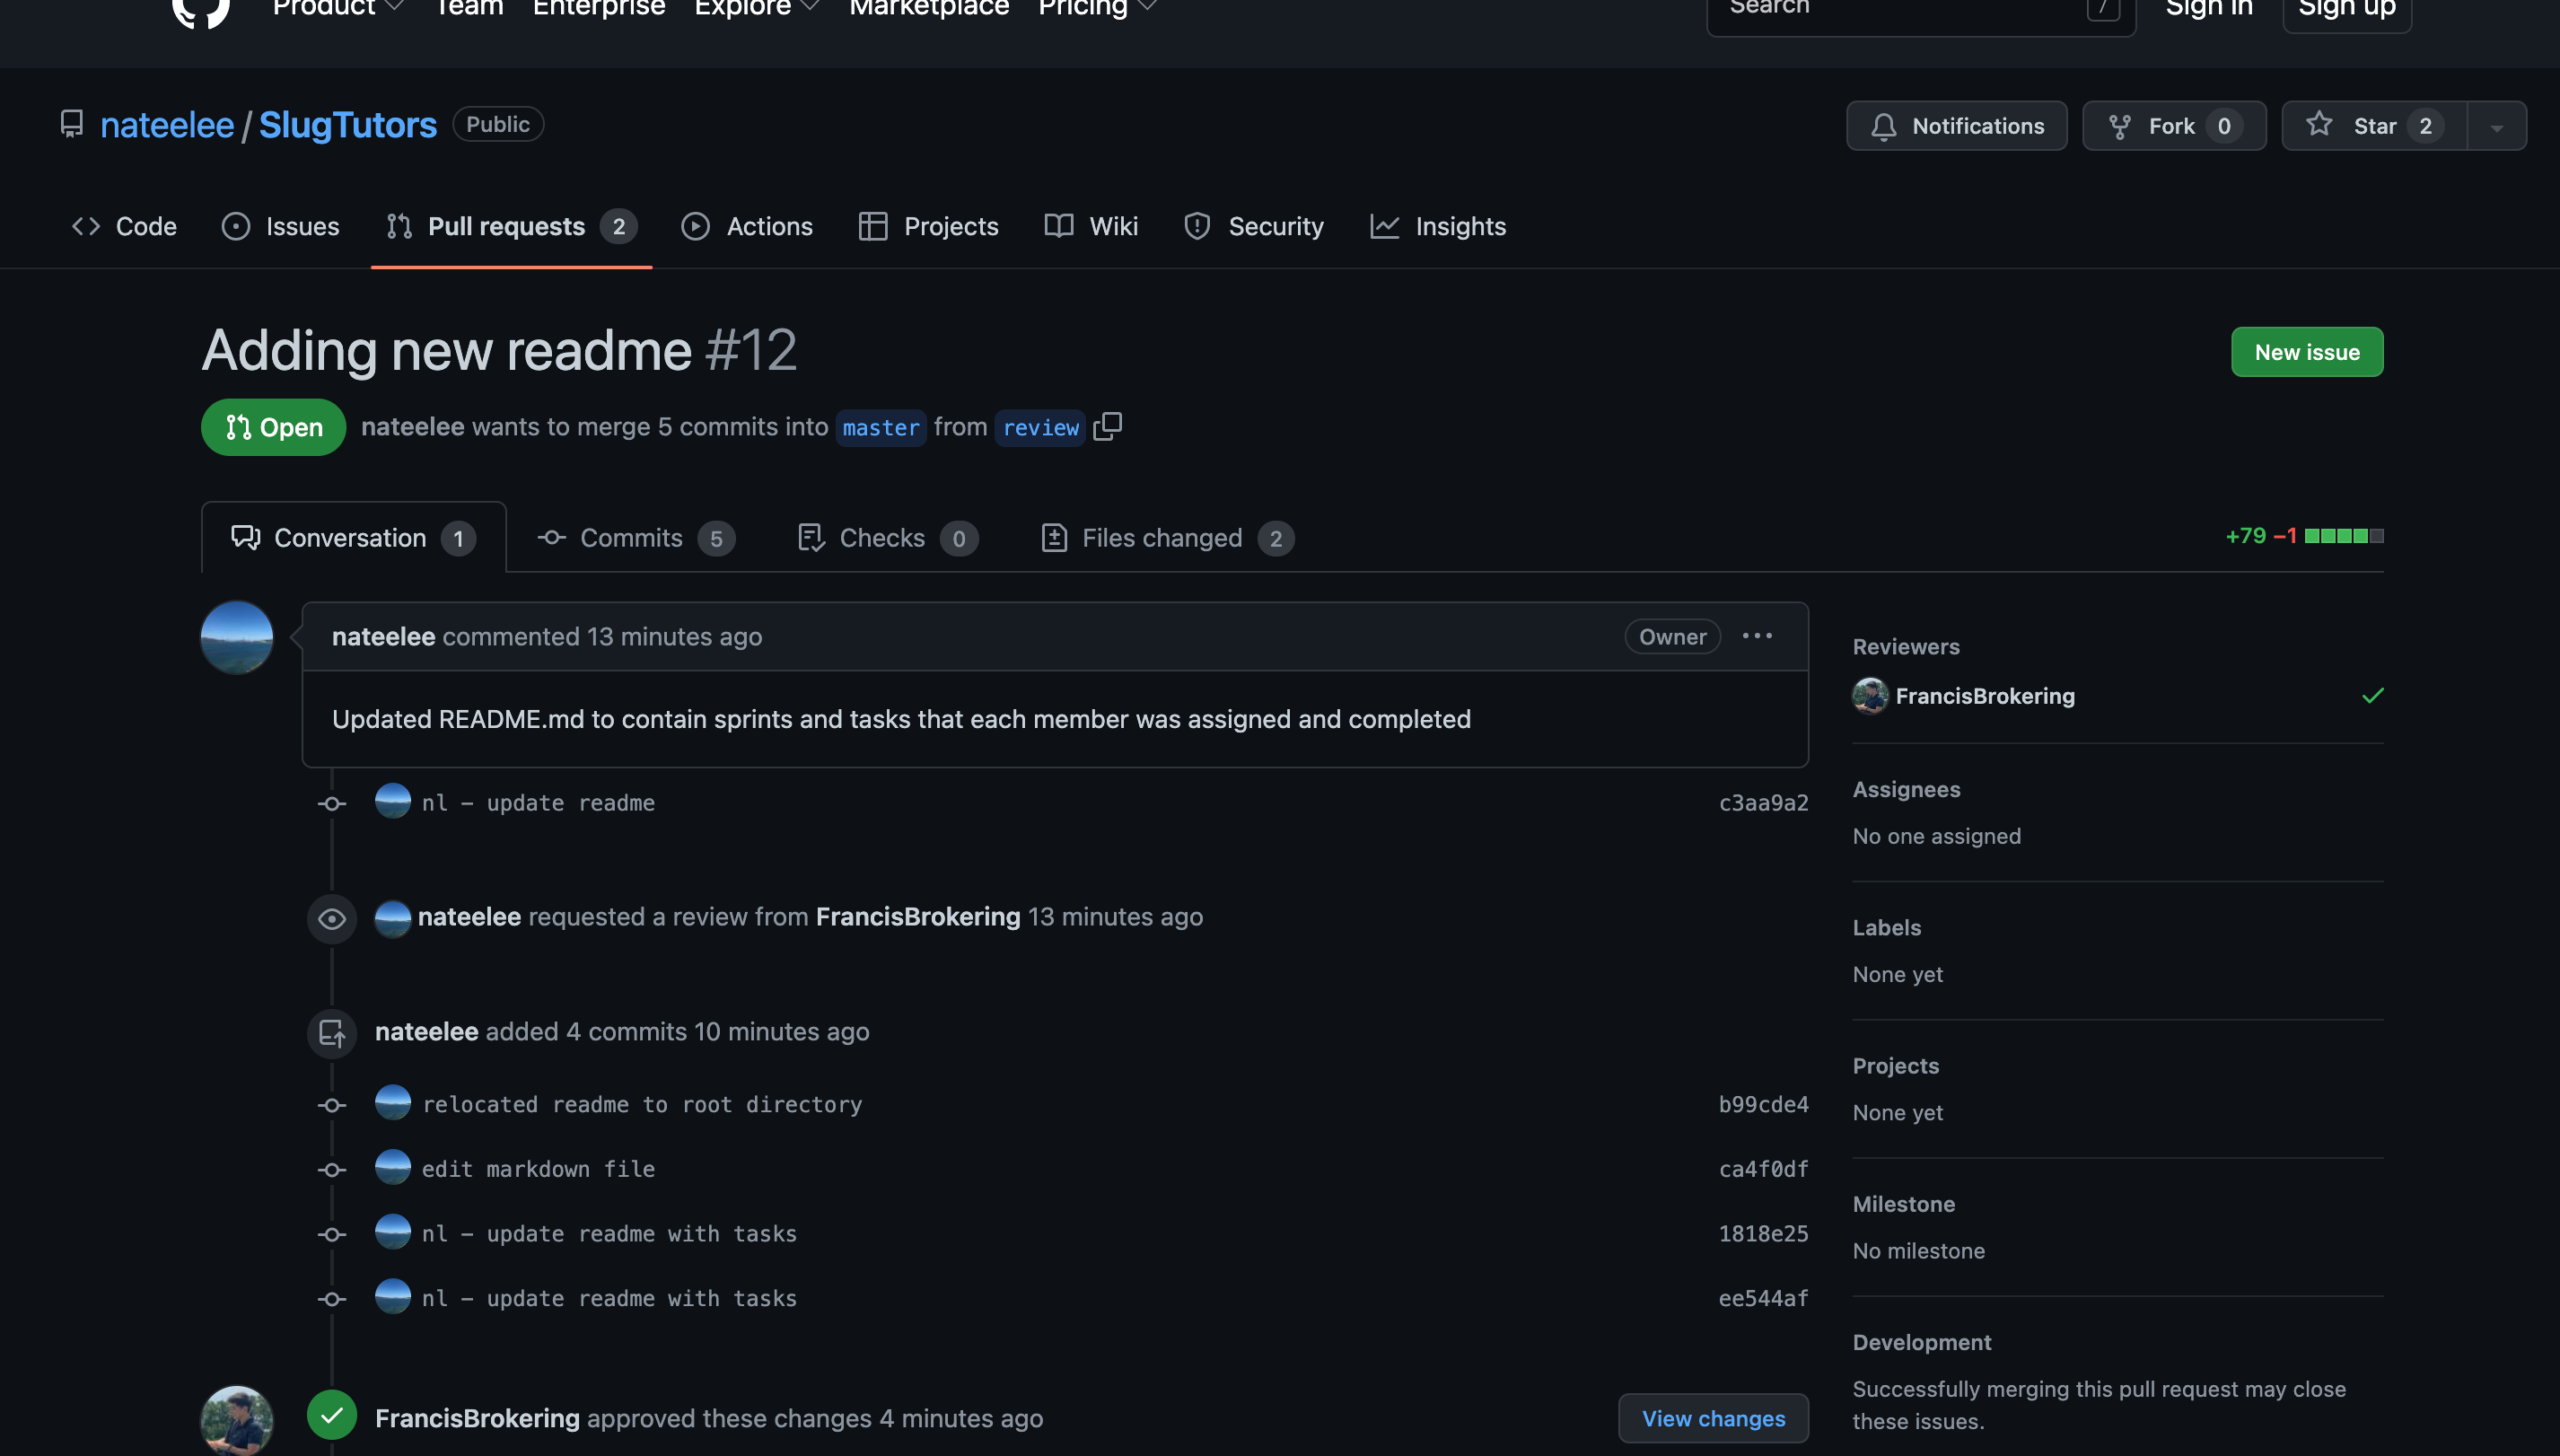 Product Team Enterprise Explore Marketplace Pricing Search / Sign in Sign up
nateelee / SlugTutors Public Notifications Fork 0 Star 2
Code Issues Pull requests 2 Actions Projects Wiki Security Insights
Adding new readme #12 New issue
Open nateelee wants to merge 5 commits into master from review
Conversation 1 Commits 5 Checks 0 Files changed 2 +79 −1
nateelee commented 13 minutes ago Owner
Updated README.md to contain sprints and tasks that each member was assigned and completed
nl – update readme c3aa9a2
nateelee requested a review from FrancisBrokering 13 minutes ago
nateelee added 4 commits 10 minutes ago
relocated readme to root directory b99cde4
edit markdown file ca4f0df
nl – update readme with tasks 1818e25
nl – update readme with tasks ee544af
FrancisBrokering approved these changes 4 minutes ago View changes
Reviewers
FrancisBrokering
Assignees
No one assigned
Labels
None yet
Projects
None yet
Milestone
No milestone
Development
Successfully merging this pull request may close
these issues.